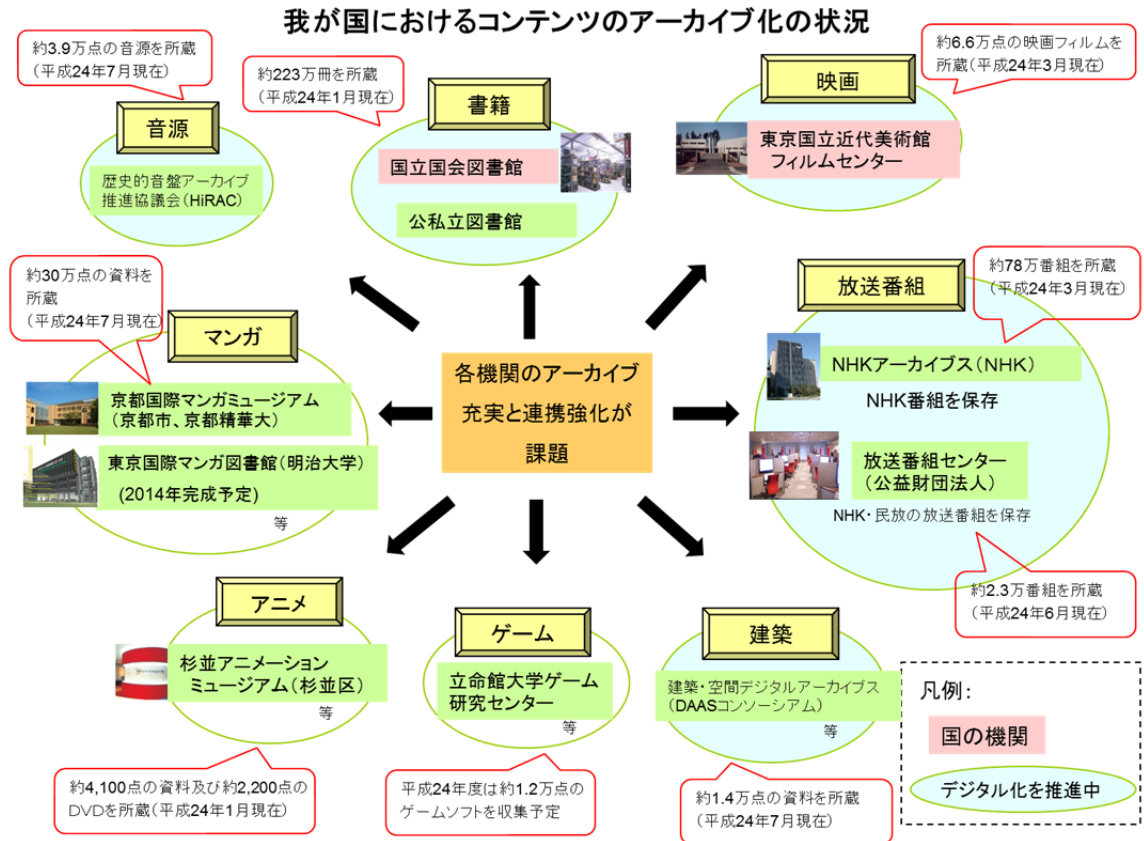 我が国におけるコンテンツのアーカイブ化の状況
約3.9万点の音源を所蔵
(平成24年7月現在)
音源
歴史的音盤アーカイブ
推進協議会(HiRAC)
約223万冊を所蔵
(平成24年1月現在)
書籍
国立国会図書館
公私立図書館
約6.6万点の映画フィルムを
所蔵(平成24年3月現在)
映画
東京国立近代美術館
フィルムセンター
約30万点の資料を
所蔵
(平成24年7月現在)
マンガ
京都国際マンガミュージアム
(京都市、京都精華大)
東京国際マンガ図書館(明治大学)
(2014年完成予定)
等
各機関のアーカイブ
充実と連携強化が
課題
約78万番組を所蔵
(平成24年3月現在)
放送番組
NHKアーカイブス(NHK)
NHK番組を保存
放送番組センター
(公益財団法人)
NHK・民放の放送番組を保存
約2.3万番組を所蔵
(平成24年6月現在)
アニメ
杉並アニメーション
ミュージアム(杉並区)
等
約4,100点の資料及び約2,200点の
DVDを所蔵(平成24年1月現在)
ゲーム
立命館大学ゲーム
研究センター
等
平成24年度は約1.2万点の
ゲームソフトを収集予定
建築
建築・空間デジタルアーカイブス
(DAASコンソーシアム)
等
約1.4万点の資料を所蔵
(平成24年7月現在)
凡例:
国の機関
デジタル化を推進中